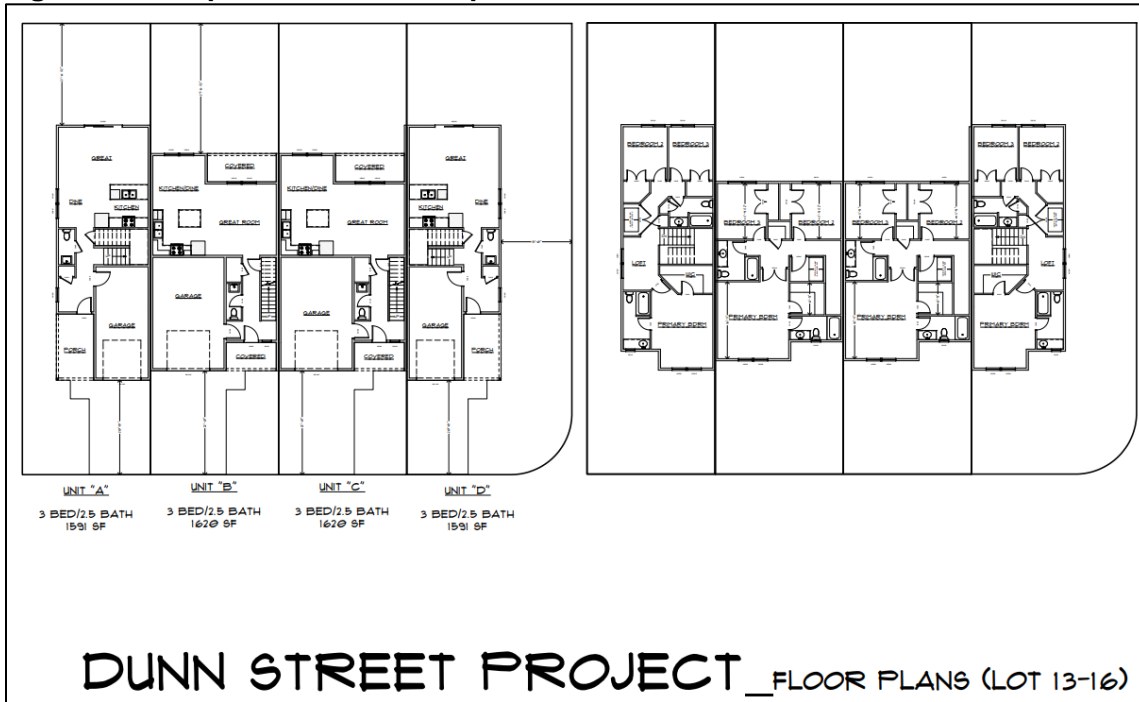 GREAT
GREAT
COVERED
COVERED
KITCHEN/DINE
KITCHEN/DINE
DINE
KITCHEN
KITCHEN
DINE
GREAT ROOM
GREAT ROOM
GARAGE
GARAGE
GARAGE
GARAGE
PORCH
COVERED
COVERED
PORCH
BEDROOM 2
BEDROOM 3
BEDROOM 3
BEDROOM 2
BEDROOM 3
BEDROOM 2
BEDROOM 3
BEDROOM 2
LOFT
WIC
WIC
LOFT
PRIMARY BDRM
PRIMARY BDRM
PRIMARY BDRM
PRIMARY BDRM
UNIT "A"
3 BED/2.5 BATH
1591 SF
UNIT "B"
3 BED/2.5 BATH
1620 SF
UNIT "C"
3 BED/2.5 BATH
1620 SF
UNIT "D"
3 BED/2.5 BATH
1591 SF
DUNN STREET PROJECT_FLOOR PLANS (LOT 13-16)